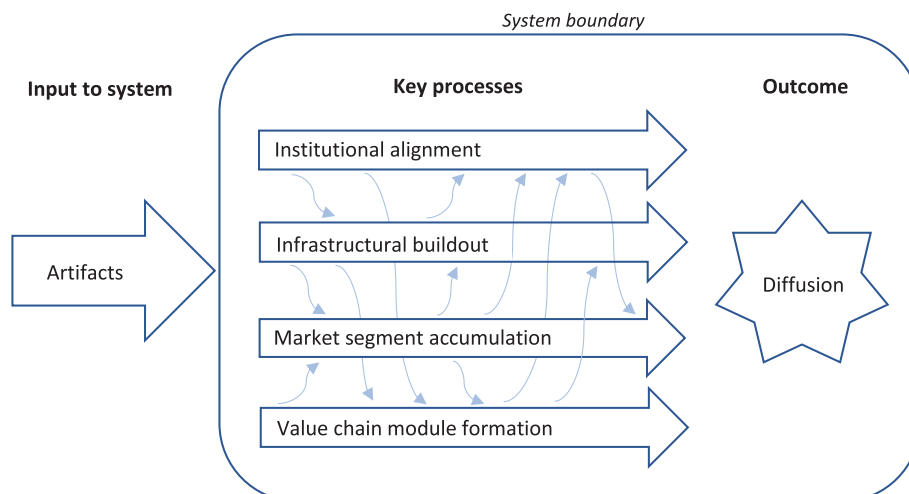 System boundary
Input to system
Key processes
Outcome
Institutional alignment
Infrastructural buildout
Artifacts
Diffusion
Market segment accumulation
Value chain module formation